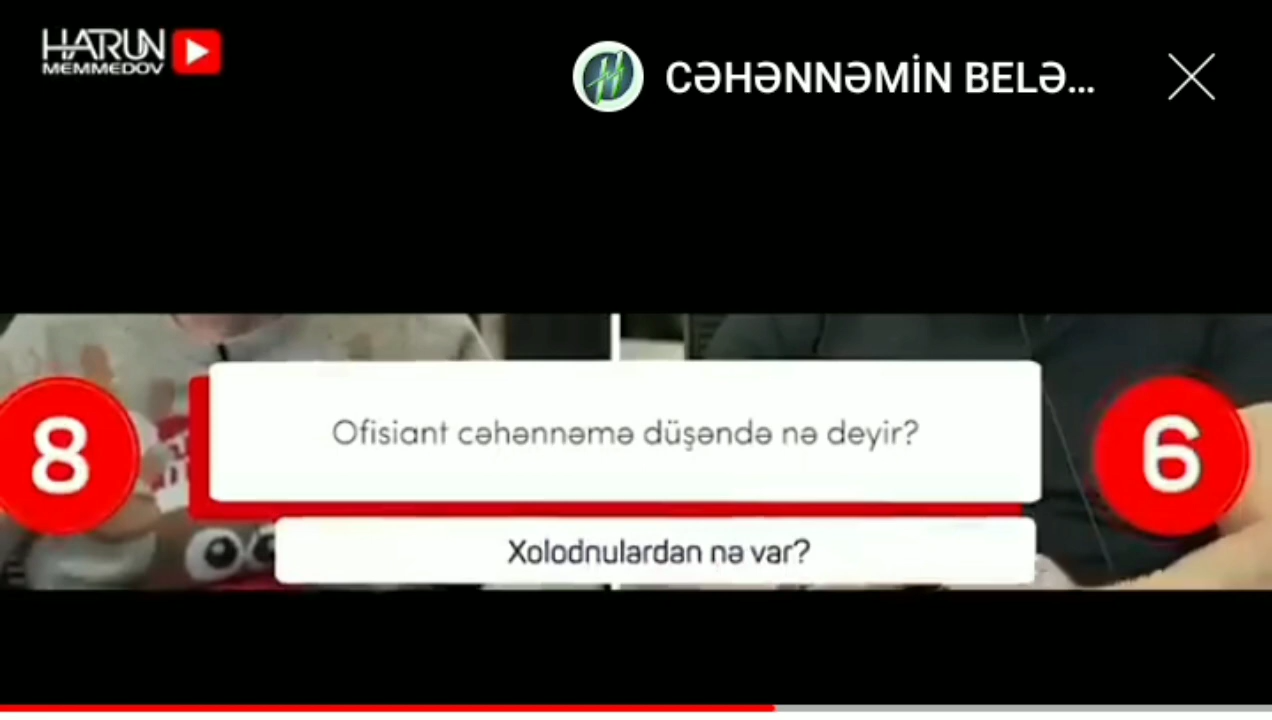 HARUN
MEMMEDOV
CƏHƏNNƏMİN BELƏ...
Ofisiant cəhənnəmə düşəndə nə deyir?
8
6
Xolodnulardan nə var?